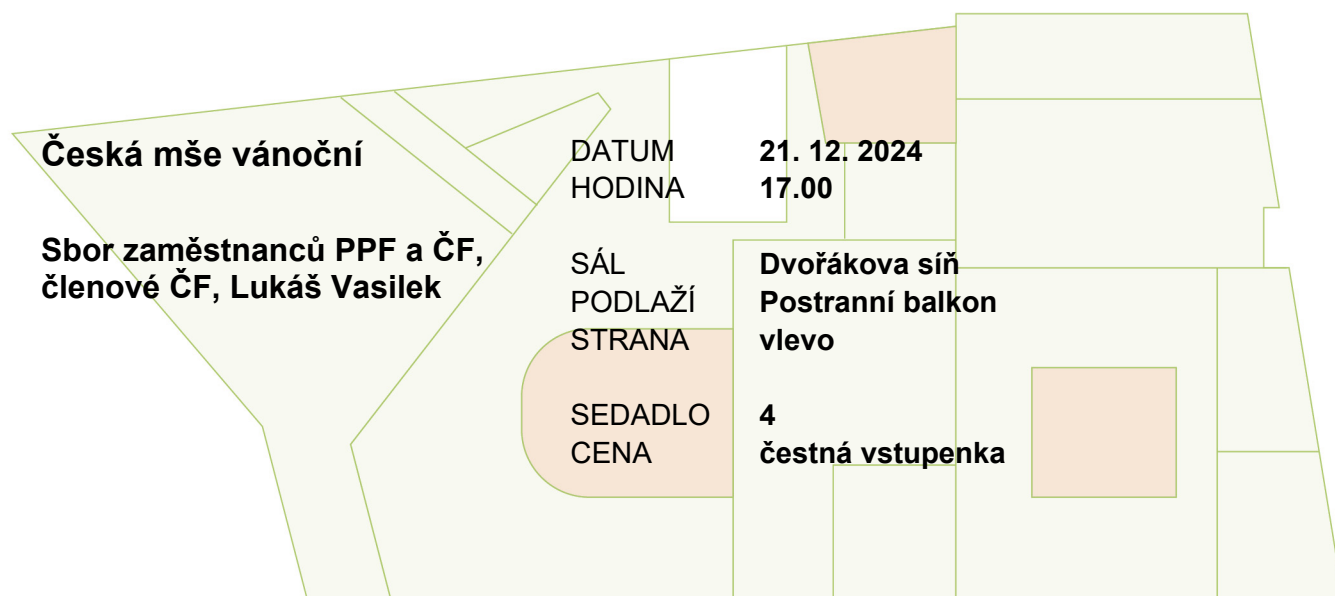 Česká mše vánoční
Sbor zaměstnanců PPF a ČF,
členové ČF, Lukáš Vasilek
DATUM 21. 12. 2024
HODINA 17.00
SÁL Dvořákova síň
PODLAŽÍ Postranní balkon
STRANA vlevo
SEDADLO 4
CENA čestná vstupenka